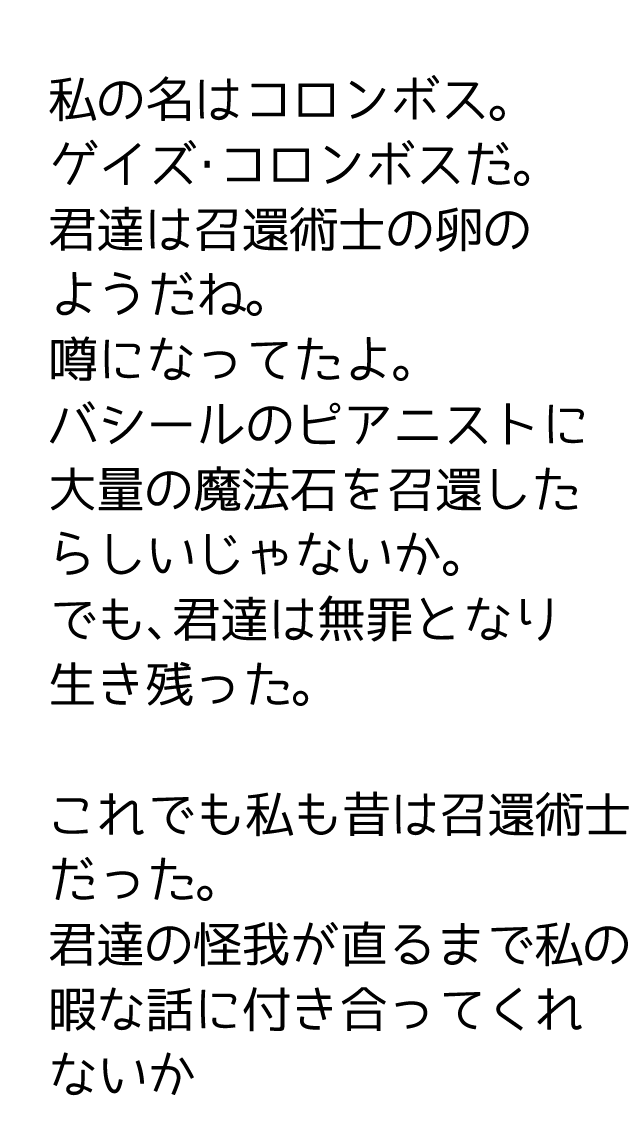 私の名はコロンボス。
ゲイズ・コロンボスだ。
君達は召還術士の卵の
ようだね。
噂になってたよ。
バシールのピアニストに
大量の魔法石を召還した
らしいじゃないか。
でも、君達は無罪となり
生き残った。
これでも私も昔は召還術士
だった。
君達の怪我が直るまで私の
暇な話に付き合ってくれ
ないか